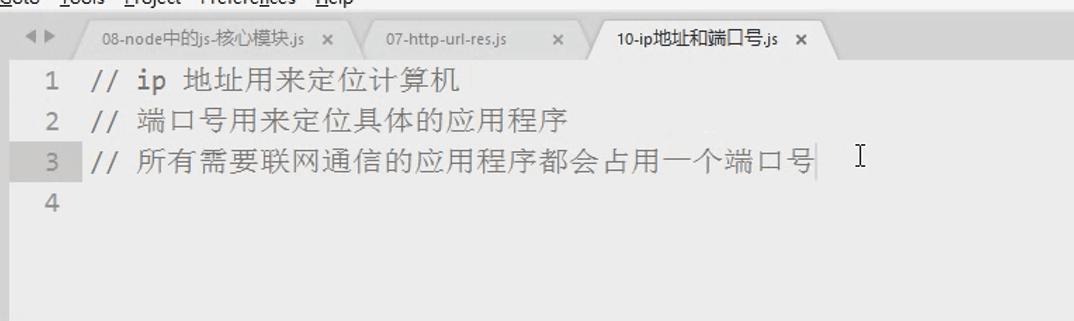 Goto Tools Project Preferences Help
08-node中的js-核心模块.js × 07-http-url-res.js × 10-ip地址和端口号.js ×
1 // ip 地址用来定位计算机
2 // 端口号用来定位具体的应用程序
3 // 所有需要联网通信的应用程序都会占用一个端口号
4